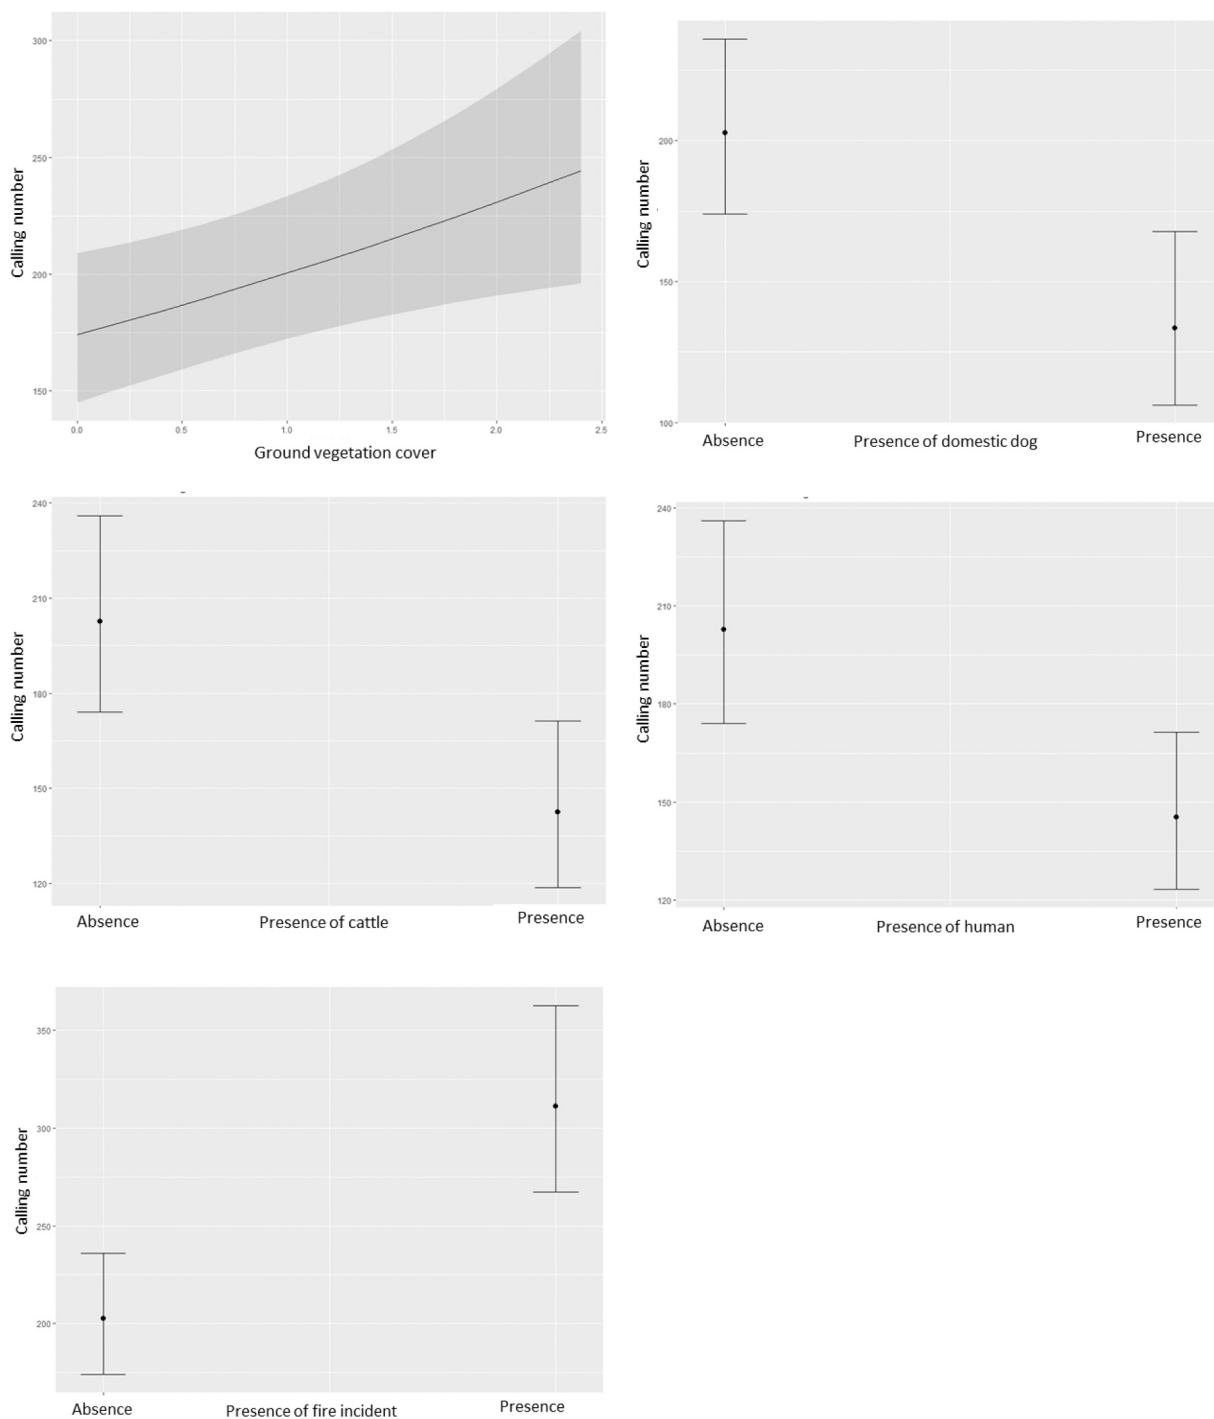 300
250
200
150
Calling number
0.0 0.5 1.0 1.5 2.0 2.5
Ground vegetation cover
200
150
100
Calling number
Absence Presence of domestic dog Presence
240
210
180
150
120
Calling number
Absence Presence of cattle Presence
240
210
180
150
120
Calling number
Absence Presence of human Presence
350
300
250
200
Calling number
Absence Presence of fire incident Presence